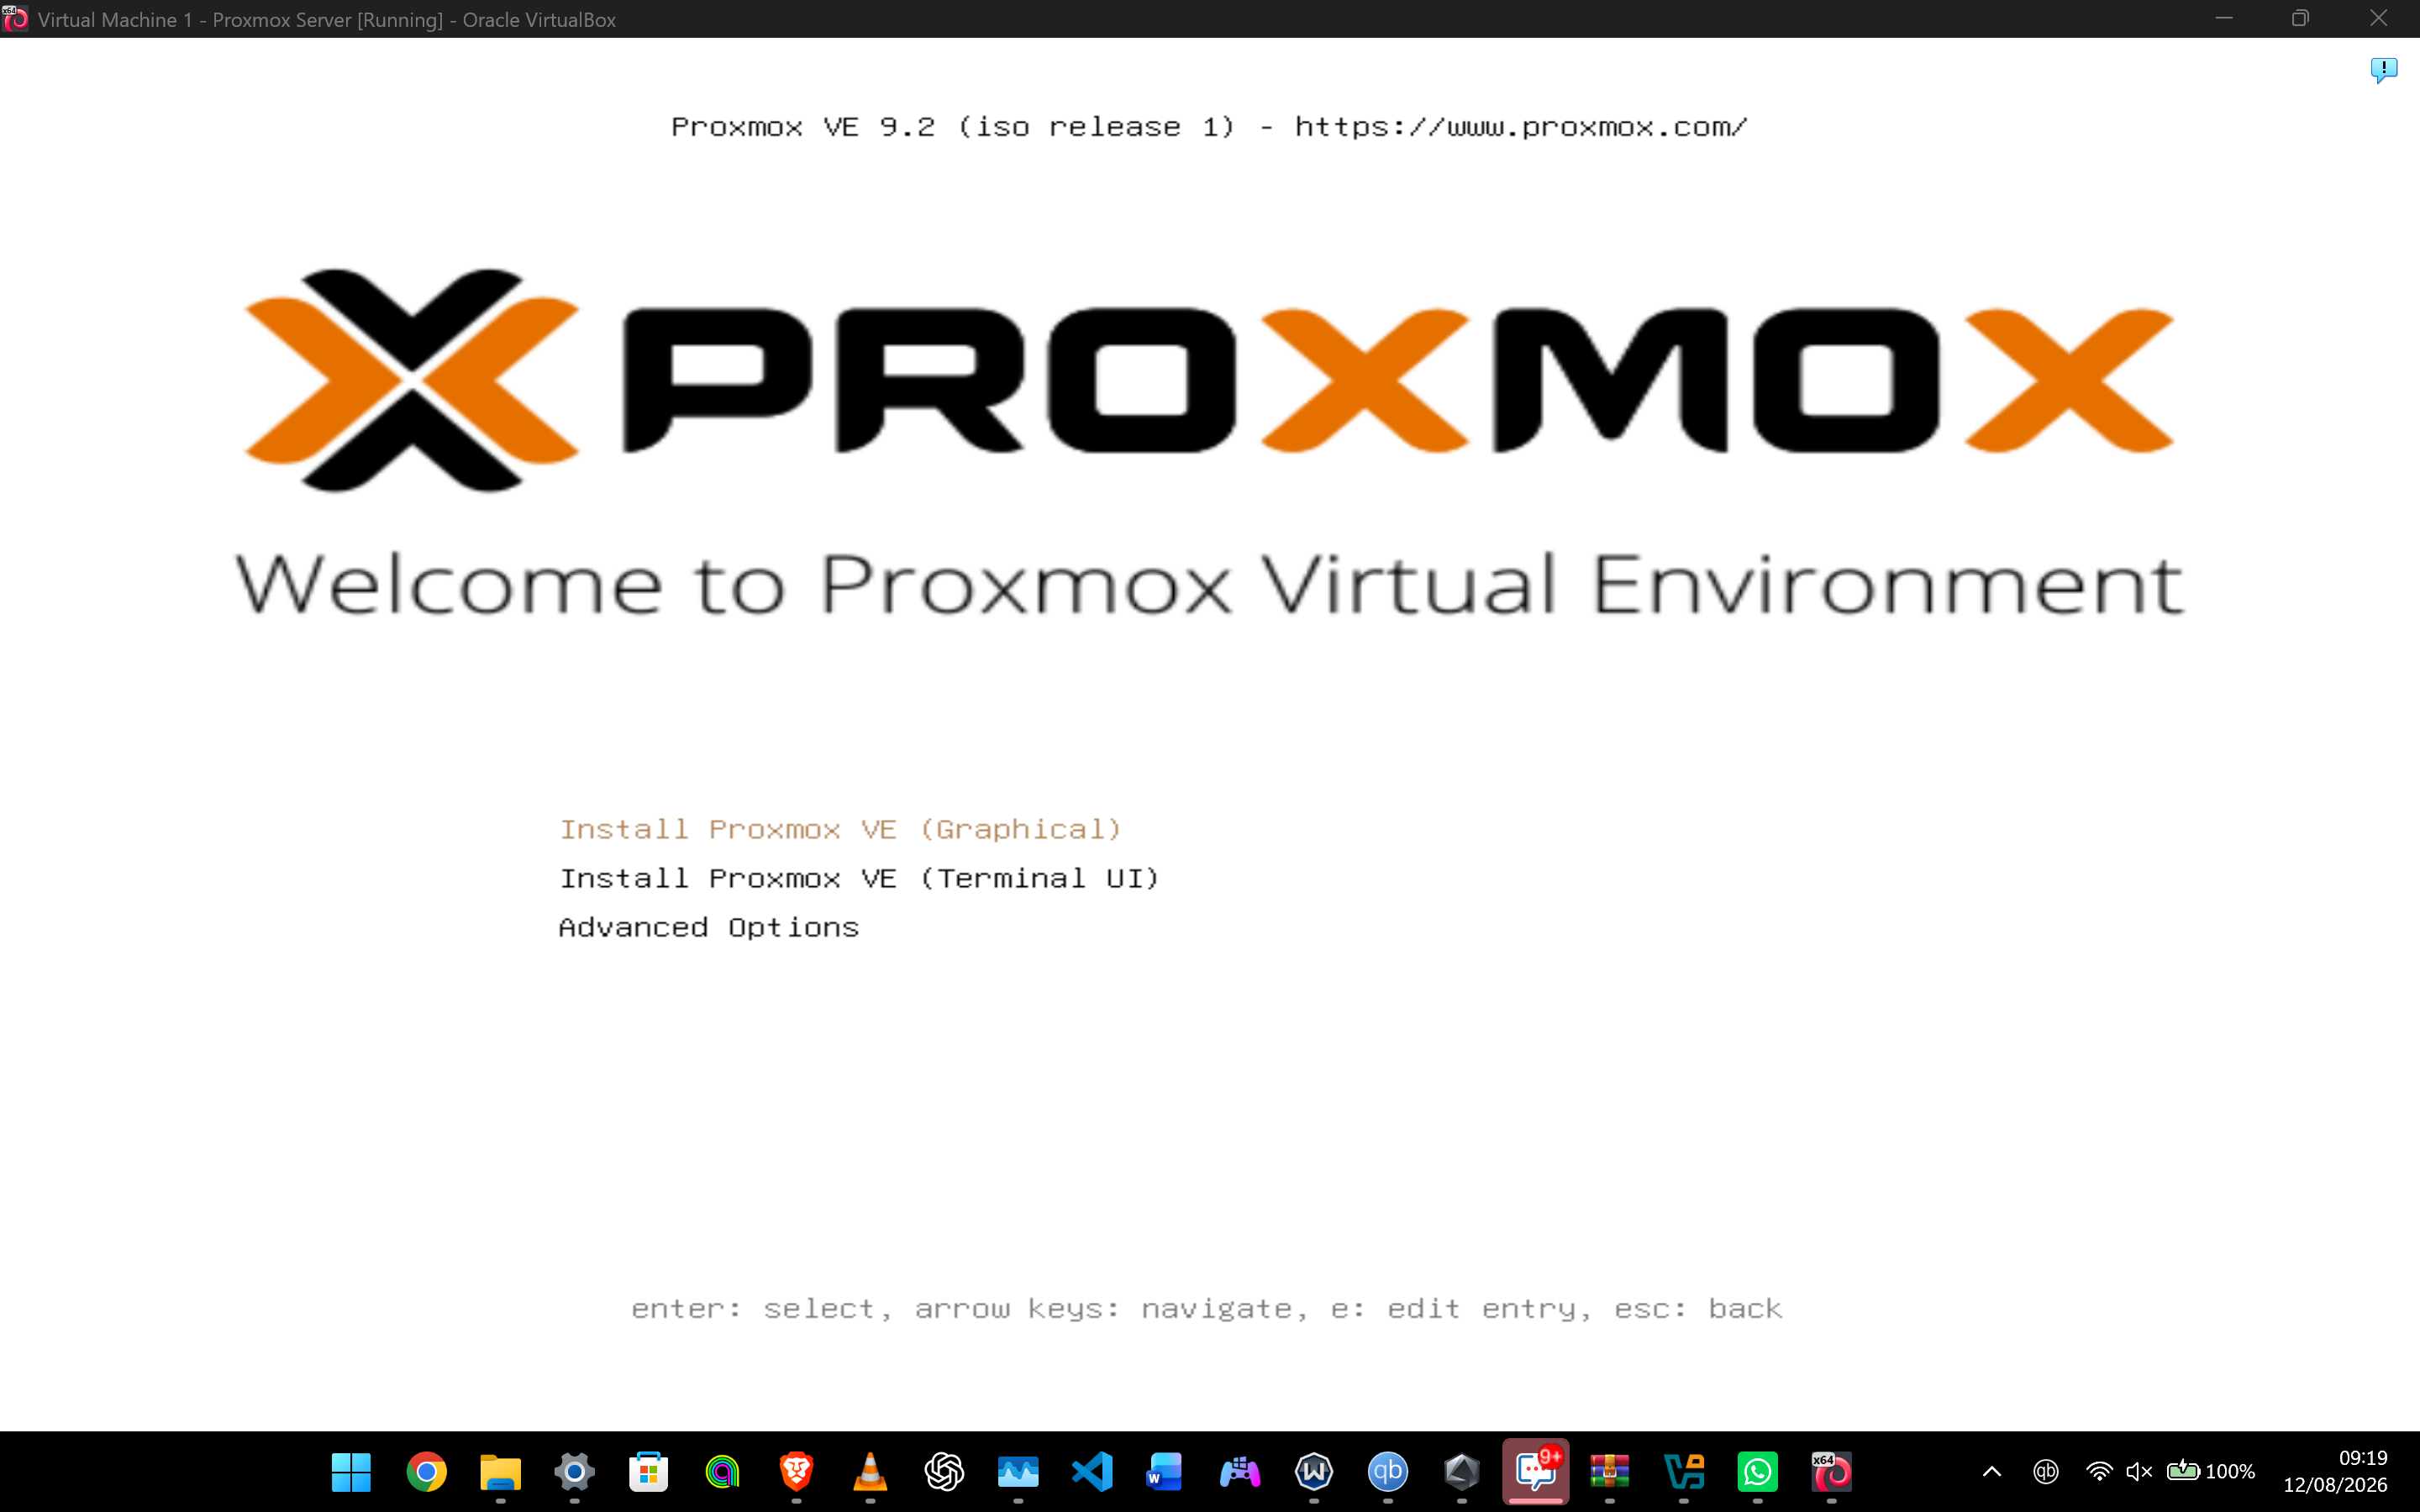 Virtual Machine 1 - Proxmox Server [Running] - Oracle VirtualBox
Proxmox VE 9.2 (iso release 1) - https://www.proxmox.com/
PROXMOX
Welcome to Proxmox Virtual Environment
Install Proxmox VE (Graphical)
Install Proxmox VE (Terminal UI)
Advanced Options
enter: select, arrow keys: navigate, e: edit entry, esc: back
9+
x64
100%
09:19
12/08/2026